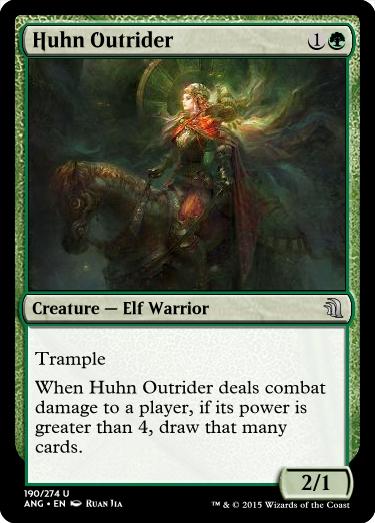 Huhn Outrider 1
Creature — Elf Warrior
Trample
When Huhn Outrider deals combat
damage to a player, if its power is
greater than 4, draw that many
cards.
2/1
190/274 U
ANG • EN Ruan Jia ™ & © 2015 Wizards of the Coast